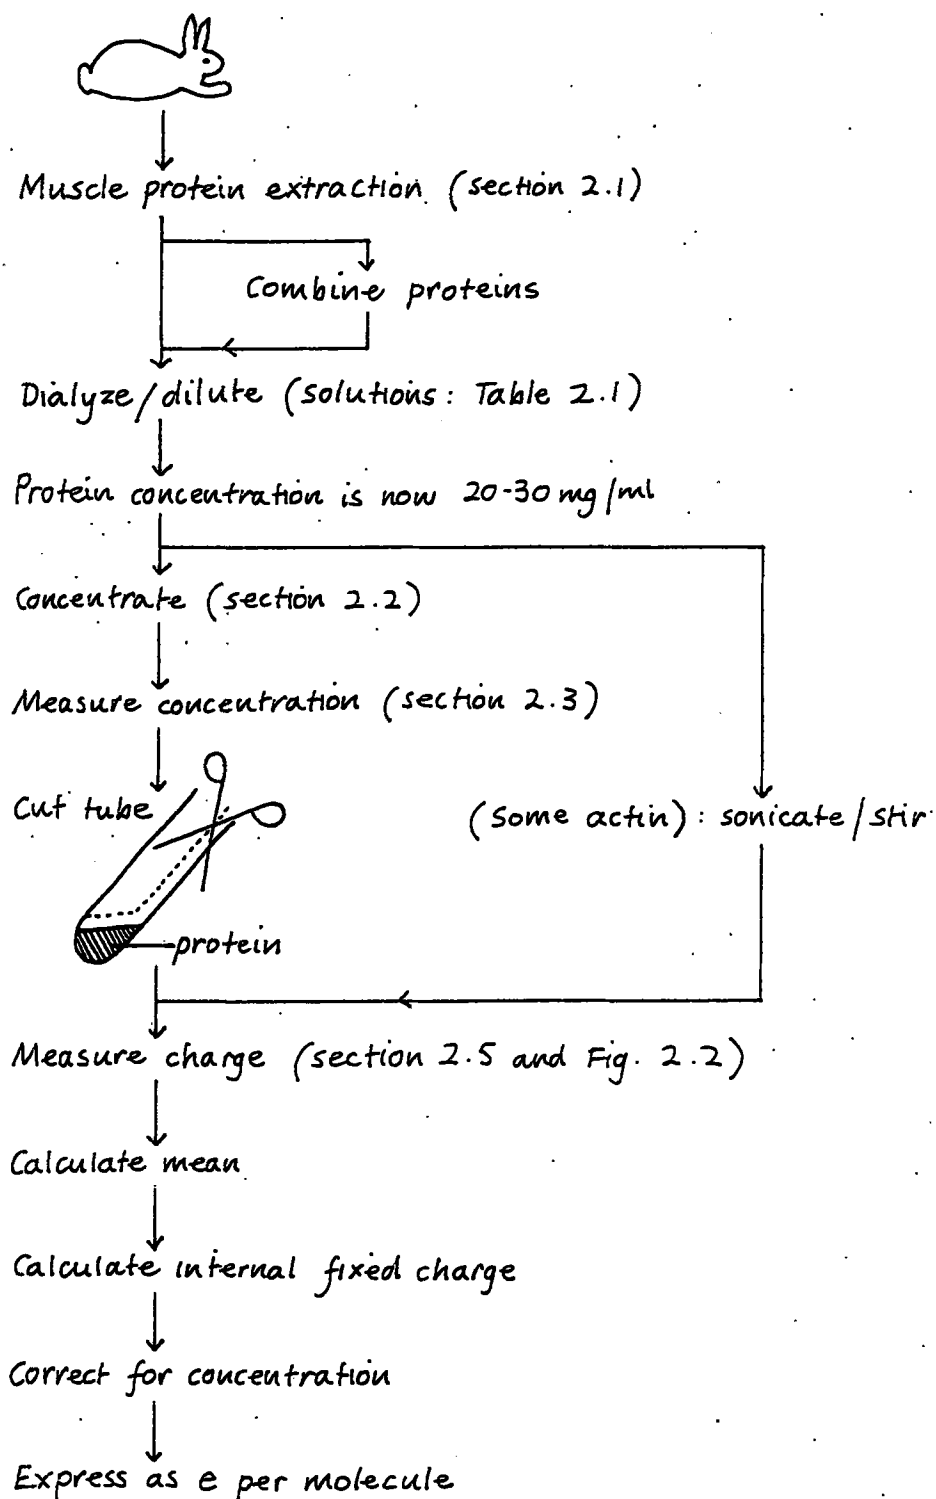 Muscle protein extraction (section 2.1)
Combine proteins
Dialyze/dilute (solutions: Table 2.1)
Protein concentration is now 20-30 mg/ml
Concentrate (section 2.2)
Measure concentration (section 2.3)
Cut tube
(Some actin): sonicate/stir
protein
Measure charge (section 2.5 and Fig. 2.2)
Calculate mean
Calculate internal fixed charge
Correct for concentration
Express as e per molecule